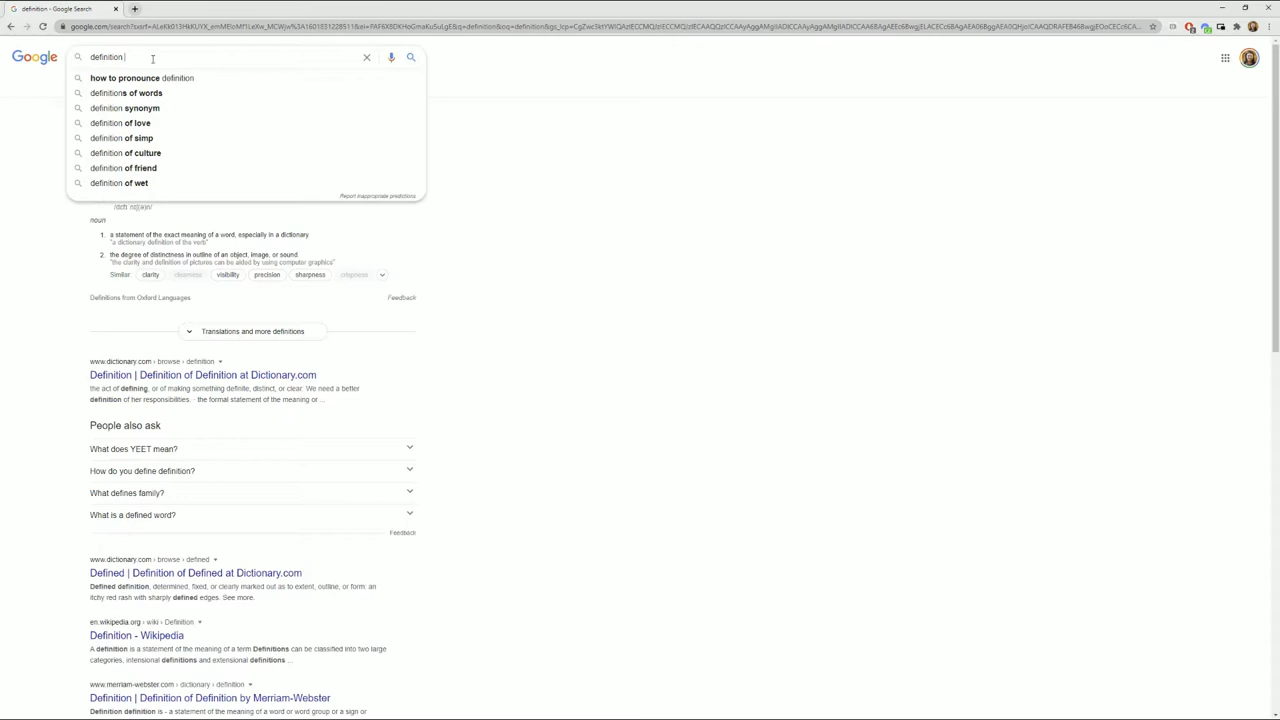 definition - Google Search
Google
definition
how to pronounce definition
definitions of words
definition synonym
definition of love
definition of simp
definition of culture
definition of friend
definition of wet
Report inappropriate predictions
noun
1. a statement of the exact meaning of a word, especially in a dictionary.
"a dictionary definition of the verb"
2. the degree of distinctness in outline of an object, image, or sound.
"the clarity and definition of pictures can be aided by using computer graphics"
Similar clarity clearness visibility precision sharpness crispness
Definitions from Oxford Languages
Feedback
Translations and more definitions
www.dictionary.com › browse › definition
Definition | Definition of Definition at Dictionary.com
the act of defining, or of making something definite, distinct, or clear: We need a better
definition of her responsibilities. · the formal statement of the meaning or ...
People also ask
What does YEET mean?
How do you define definition?
What defines family?
What is a defined word?
Feedback
www.dictionary.com › browse › defined
Defined | Definition of Defined at Dictionary.com
Defined definition, determined, fixed, or clearly marked out as to extent, outline, or form: an
itchy red rash with sharply defined edges. See more.
en.wikipedia.org › wiki › Definition
Definition - Wikipedia
A definition is a statement of the meaning of a term Definitions can be classified into two large
categories, intensional definitions and extensional definitions ...
www.merriam-webster.com › dictionary › definition
Definition | Definition of Definition by Merriam-Webster
Definition definition is - a statement of the meaning of a word or word group or a sign or